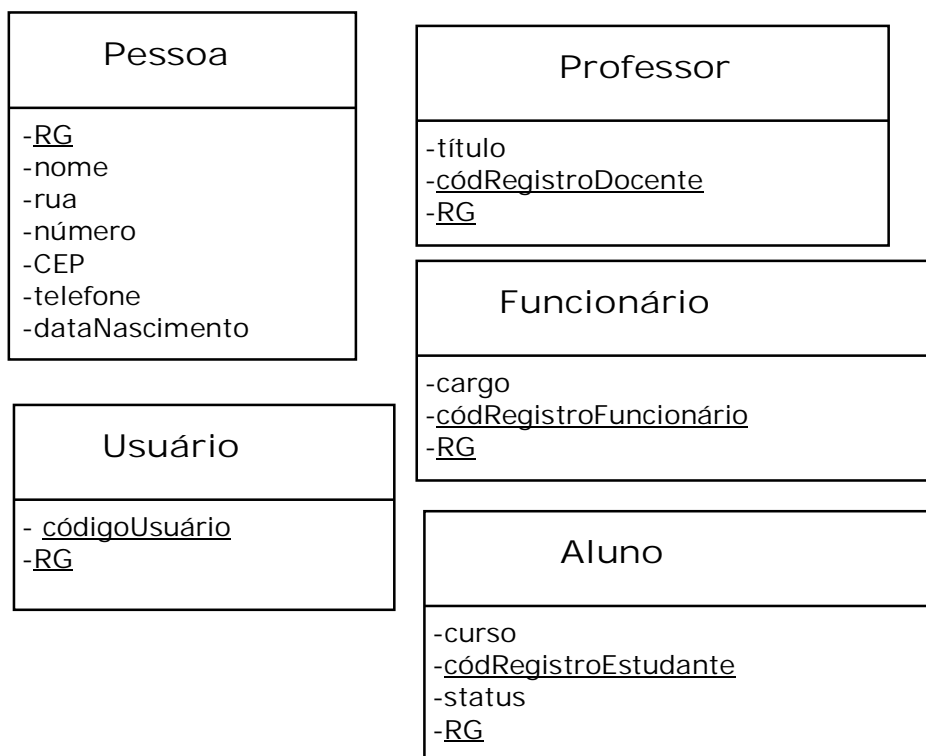 Pessoa
-RG
-nome
-rua
-número
-CEP
-telefone
-dataNascimento
Professor
-título
-códRegistroDocente
-RG
Funcionário
-cargo
-códRegistroFuncionário
-RG
Usuário
- códigoUsuário
-RG
Aluno
-curso
-códRegistroEstudante
-status
-RG